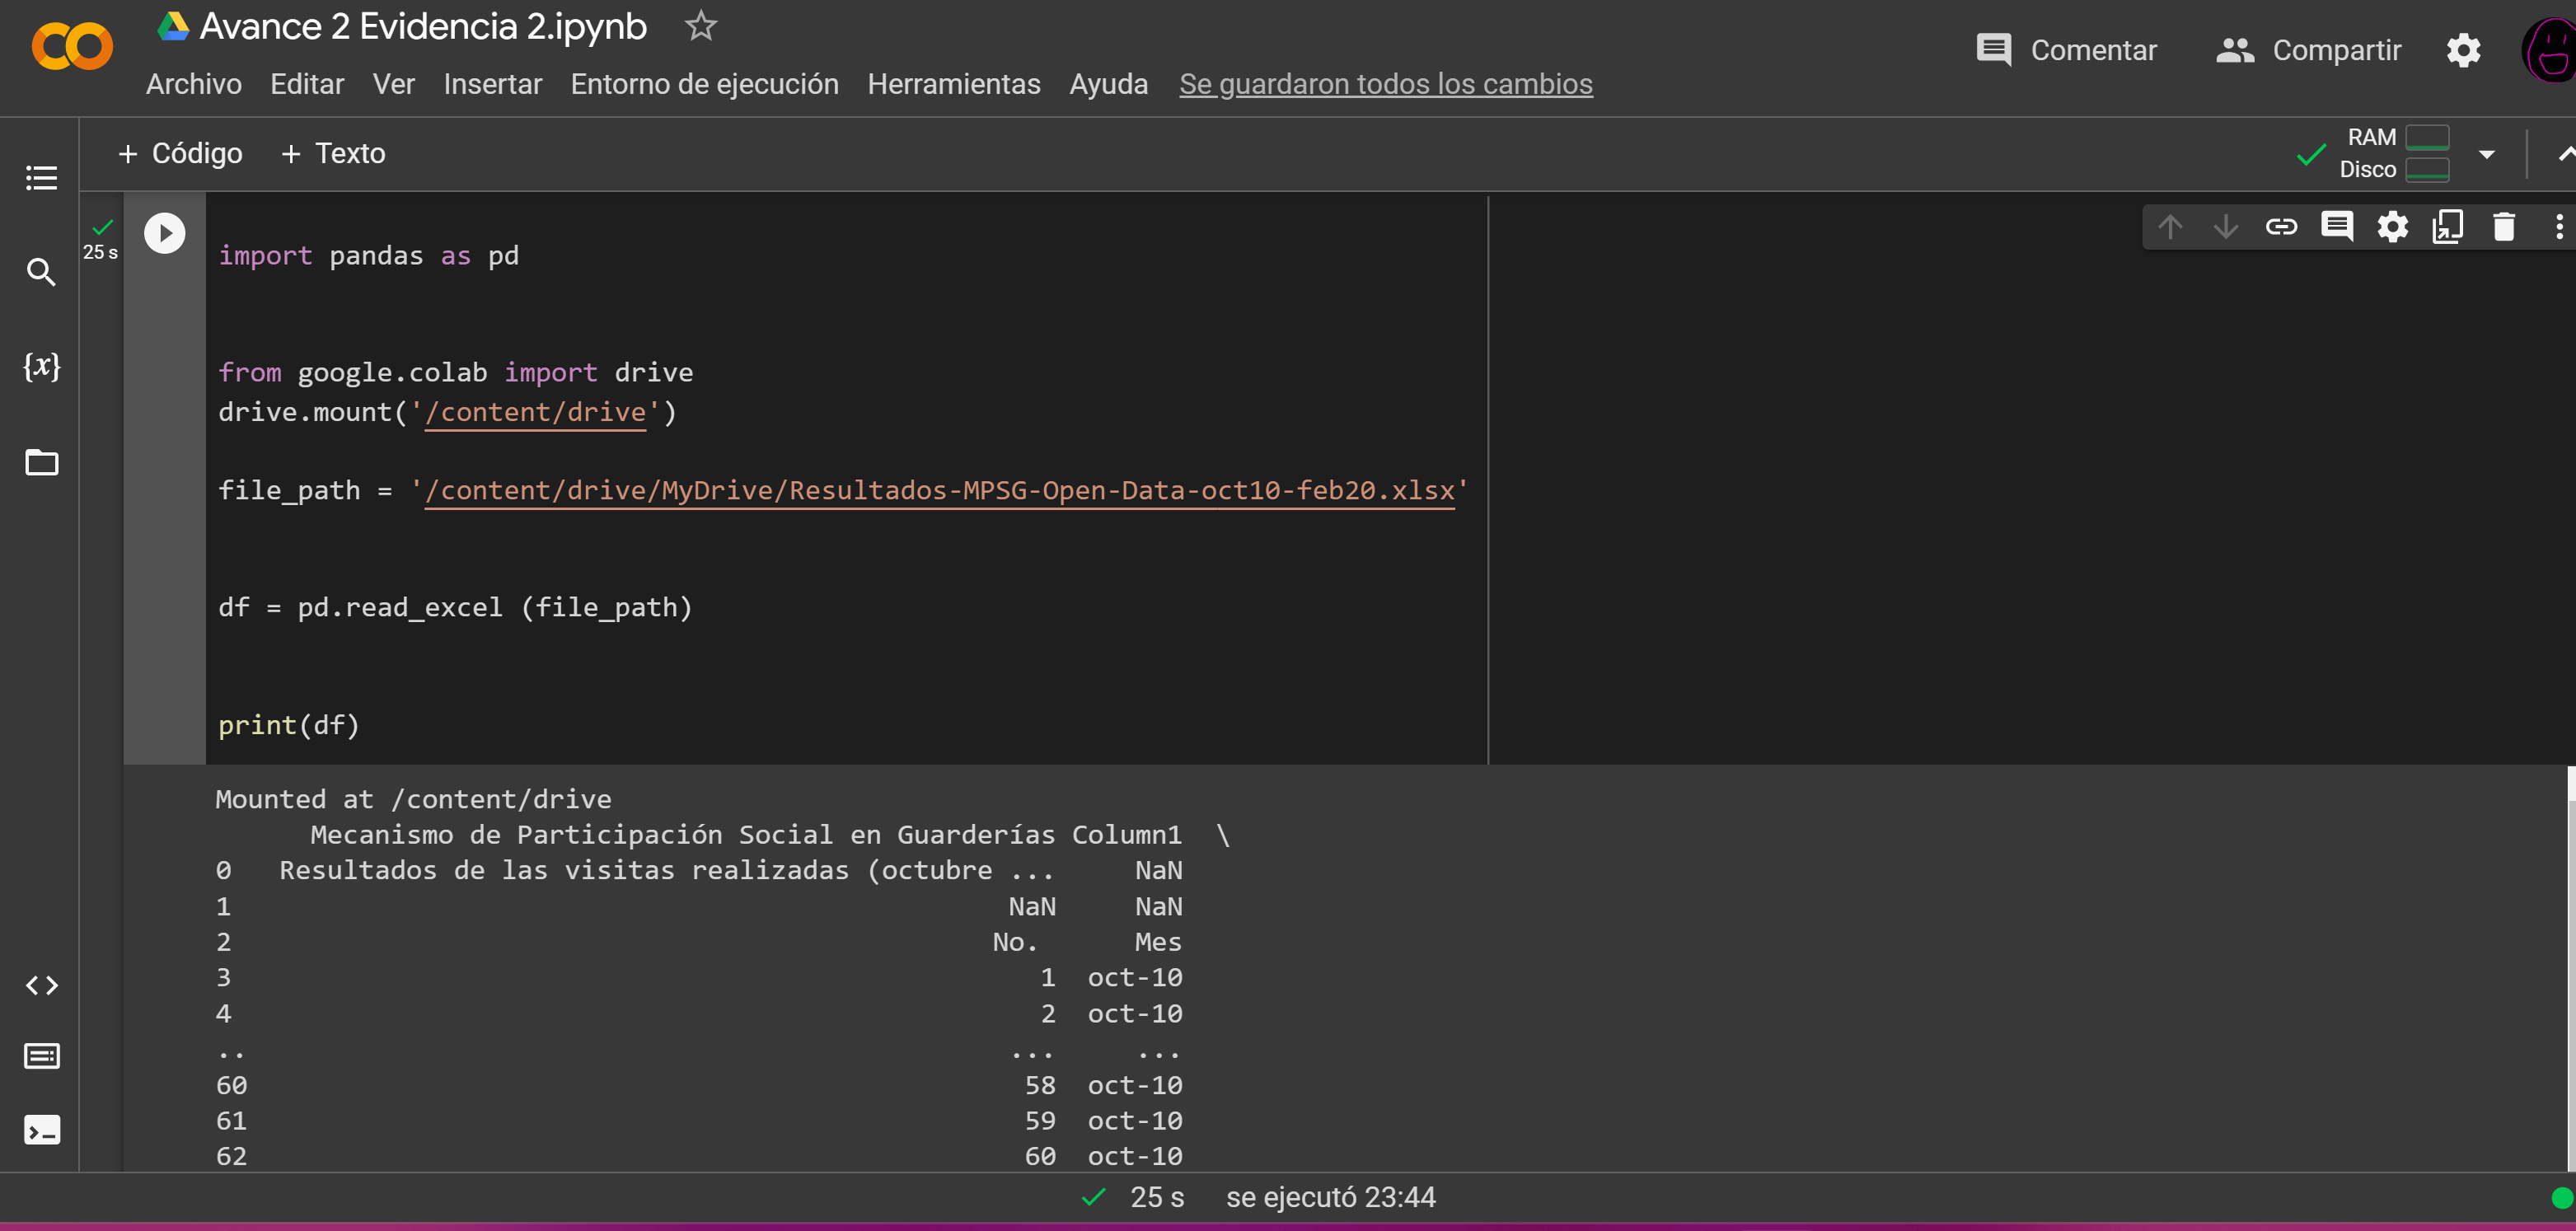 Avance 2 Evidencia 2.ipynb
Comentar
Compartir
Archivo Editar Ver Insertar Entorno de ejecución Herramientas Ayuda Se guardaron todos los cambios
+ Código + Texto
RAM
Disco
25 s
{x}
import pandas as pd
from google.colab import drive
drive.mount('/content/drive')
file_path = '/content/drive/MyDrive/Resultados-MPSG-Open-Data-oct10-feb20.xlsx'
df = pd.read_excel (file_path)
print(df)
Mounted at /content/drive
Mecanismo de Participación Social en Guarderías Column1 \
0 Resultados de las visitas realizadas (octubre ... NaN
1 NaN NaN
2 No. Mes
3 1 oct-10
4 2 oct-10
.. ... ...
60 58 oct-10
61 59 oct-10
62 60 oct-10
25 s se ejecutó 23:44